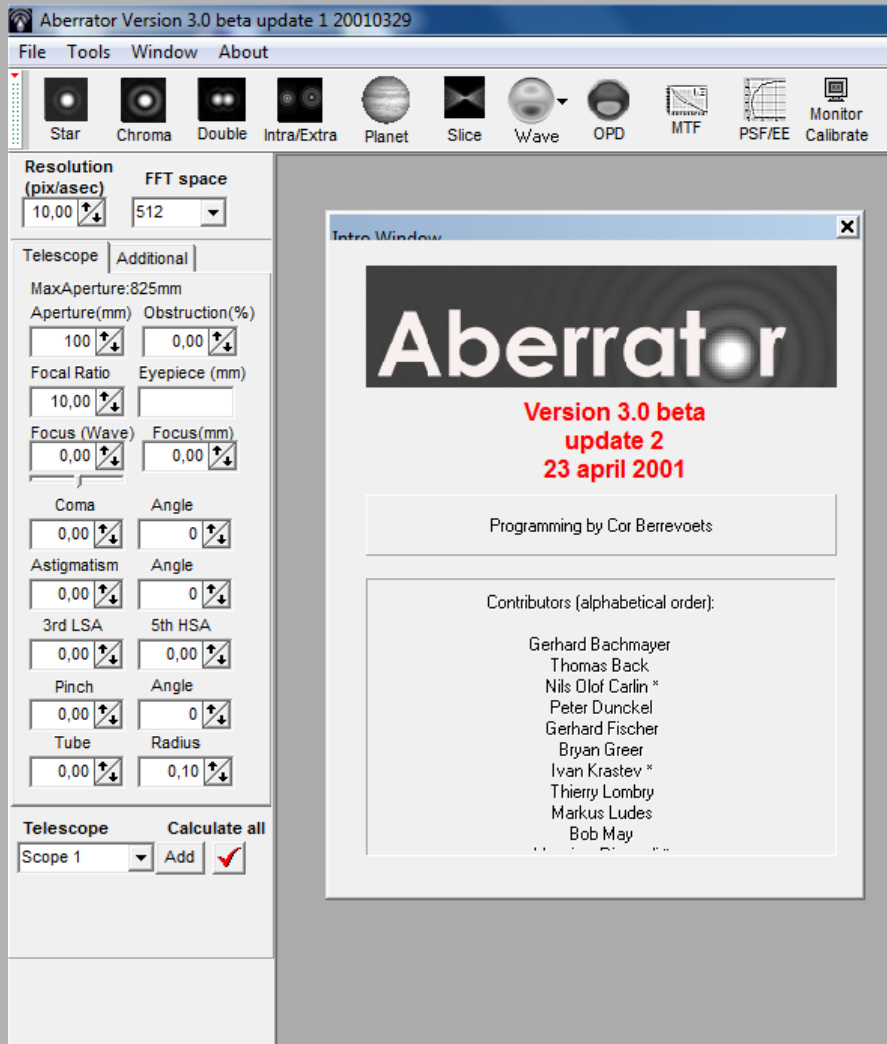 Aberrator Version 3.0 beta update 1 20010329
File Tools Window About
Star Chroma Double Intra/Extra Planet Slice Wave OPD MTF PSF/EE Monitor Calibrate
Resolution (pix/asec) FFT space
10,00 512
Telescope Additional
MaxAperture:825mm
Aperture(mm) Obstruction(%)
100 0,00
Focal Ratio Eyepiece (mm)
10,00
Focus (Wave) Focus(mm)
0,00 0,00
Coma Angle
0,00 0
Astigmatism Angle
0,00 0
3rd LSA 5th HSA
0,00 0,00
Pinch Angle
0,00 0
Tube Radius
0,00 0,10
Telescope Calculate all
Scope 1 Add
Intro Window
Aberrator
Version 3.0 beta
update 2
23 april 2001
Programming by Cor Berrevoets
Contributors (alphabetical order):
Gerhard Bachmayer
Thomas Back
Nils Olof Carlin *
Peter Dunckel
Gerhard Fischer
Bryan Greer
Ivan Krastev *
Thierry Lombry
Markus Ludes
Bob May